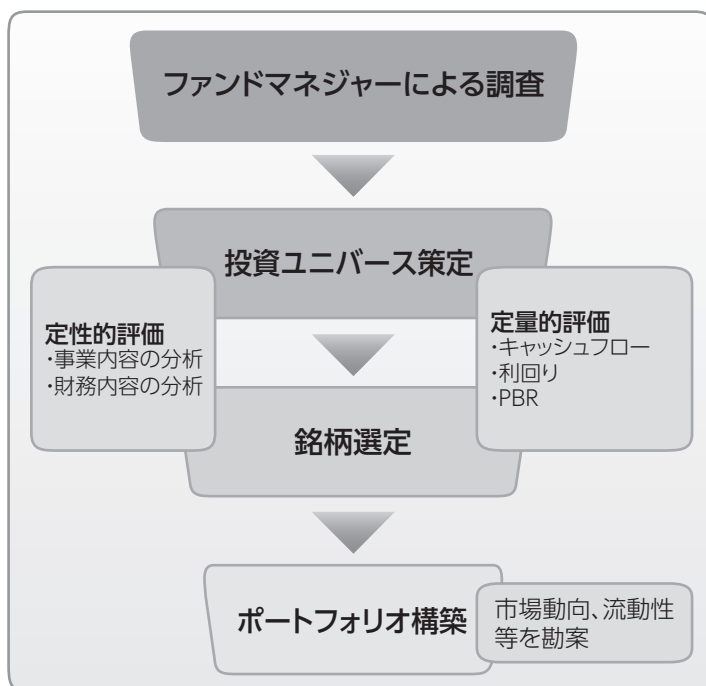 ファンドマネジャーによる調査
投資ユニバース策定
定性的評価
・事業内容の分析
・財務内容の分析
定量的評価
・キャッシュフロー
・利回り
・PBR
銘柄選定
ポートフォリオ構築
市場動向、流動性
等を勘案